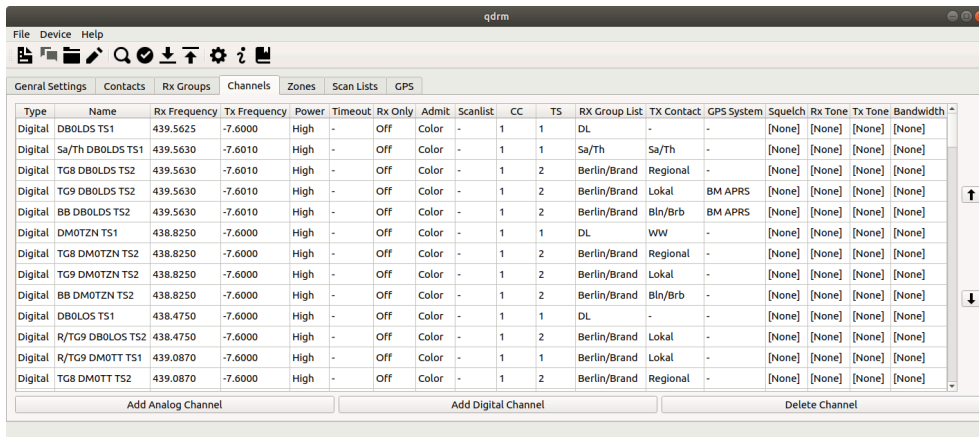 qdrm
File Device Help
Genral Settings Contacts Rx Groups Channels Zones Scan Lists GPS
Type Name Rx Frequency Tx Frequency Power Timeout Rx Only Admit Scanlist CC TS RX Group List TX Contact GPS System Squelch Rx Tone Tx Tone Bandwidth
Digital DB0LDS TS1 439.5625 -7.6000 High - Off Color - 1 1 DL - - [None] [None] [None] [None]
Digital Sa/Th DB0LDS TS1 439.5630 -7.6010 High - Off Color - 1 1 Sa/Th Sa/Th - [None] [None] [None] [None]
Digital TG8 DB0LDS TS2 439.5630 -7.6010 High - Off Color - 1 2 Berlin/Brand Regional - [None] [None] [None] [None]
Digital TG9 DB0LDS TS2 439.5630 -7.6010 High - Off Color - 1 2 Berlin/Brand Lokal BM APRS [None] [None] [None] [None]
Digital BB DB0LDS TS2 439.5630 -7.6010 High - Off Color - 1 2 Berlin/Brand Bln/Brb BM APRS [None] [None] [None] [None]
Digital DM0TZN TS1 438.8250 -7.6000 High - Off Color - 1 1 DL WW - [None] [None] [None] [None]
Digital TG8 DM0TZN TS2 438.8250 -7.6000 High - Off Color - 1 2 Berlin/Brand Regional - [None] [None] [None] [None]
Digital TG9 DM0TZN TS2 438.8250 -7.6000 High - Off Color - 1 2 Berlin/Brand Lokal - [None] [None] [None] [None]
Digital BB DM0TZN TS2 438.8250 -7.6000 High - Off Color - 1 2 Berlin/Brand Bln/Brb - [None] [None] [None] [None]
Digital DB0LOS TS1 438.4750 -7.6000 High - Off Color - 1 1 DL - - [None] [None] [None] [None]
Digital R/TG9 DB0LOS TS2 438.4750 -7.6000 High - Off Color - 1 2 Berlin/Brand Lokal - [None] [None] [None] [None]
Digital R/TG9 DM0TT TS1 439.0870 -7.6000 High - Off Color - 1 1 Berlin/Brand Lokal - [None] [None] [None] [None]
Digital TG8 DM0TT TS2 439.0870 -7.6000 High - Off Color - 1 2 Berlin/Brand Regional - [None] [None] [None] [None]
Add Analog Channel Add Digital Channel Delete Channel